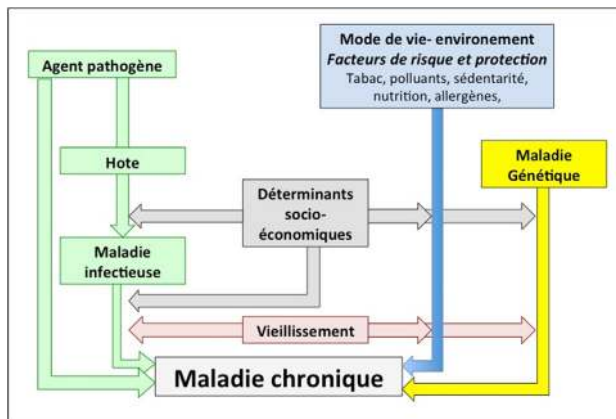 Agent pathogène
Mode de vie- environement
Facteurs de risque et protection
Tabac, polluants, sédentarité,
nutrition, allergènes,
Hote
Maladie
Génétique
Déterminants
socio-
économiques
Maladie
infectieuse
Vieillissement
Maladie chronique